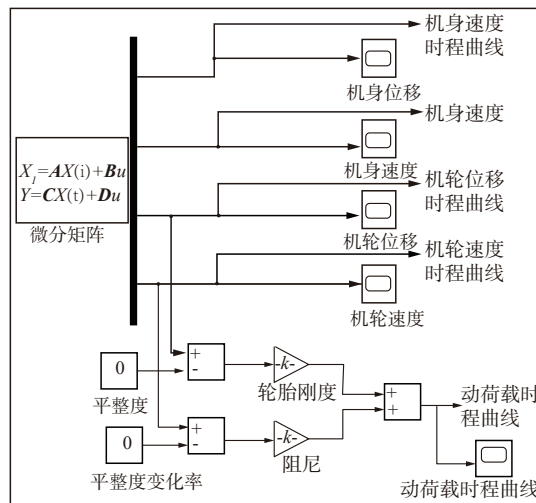 机身速度
时程曲线
机身位移
机身速度
X_I=AX(i)+Bu
Y=CX(t)+Du
微分矩阵
机身速度
机轮位移
时程曲线
机轮位移
机轮速度
时程曲线
机轮速度
0
平整度
+
-
-k-
轮胎刚度
+
+
动荷载时
程曲线
0
平整度变化率
+
-
-k-
阻尼
动荷载时程曲线